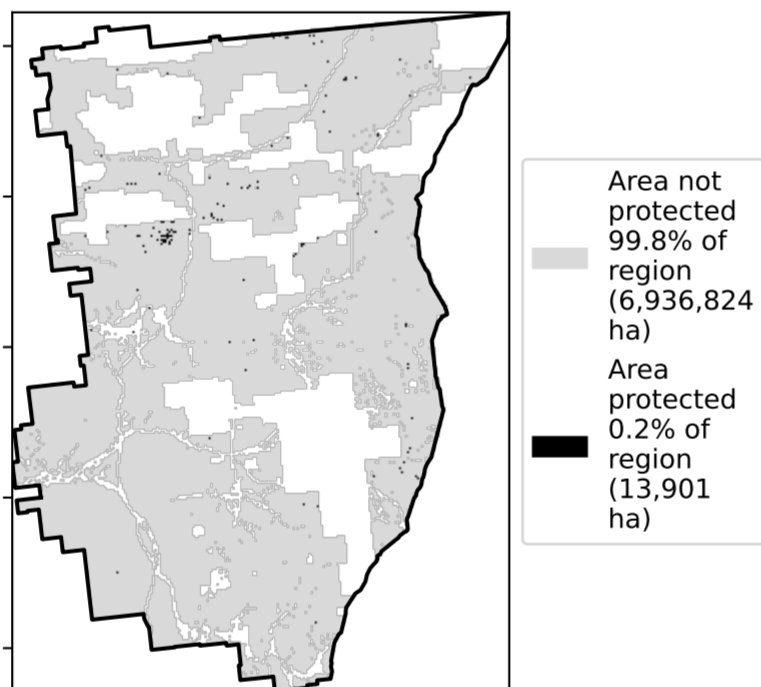 Area not
protected
99.8% of
region
(6,936,824
ha)
Area
protected
0.2% of
region
(13,901
ha)